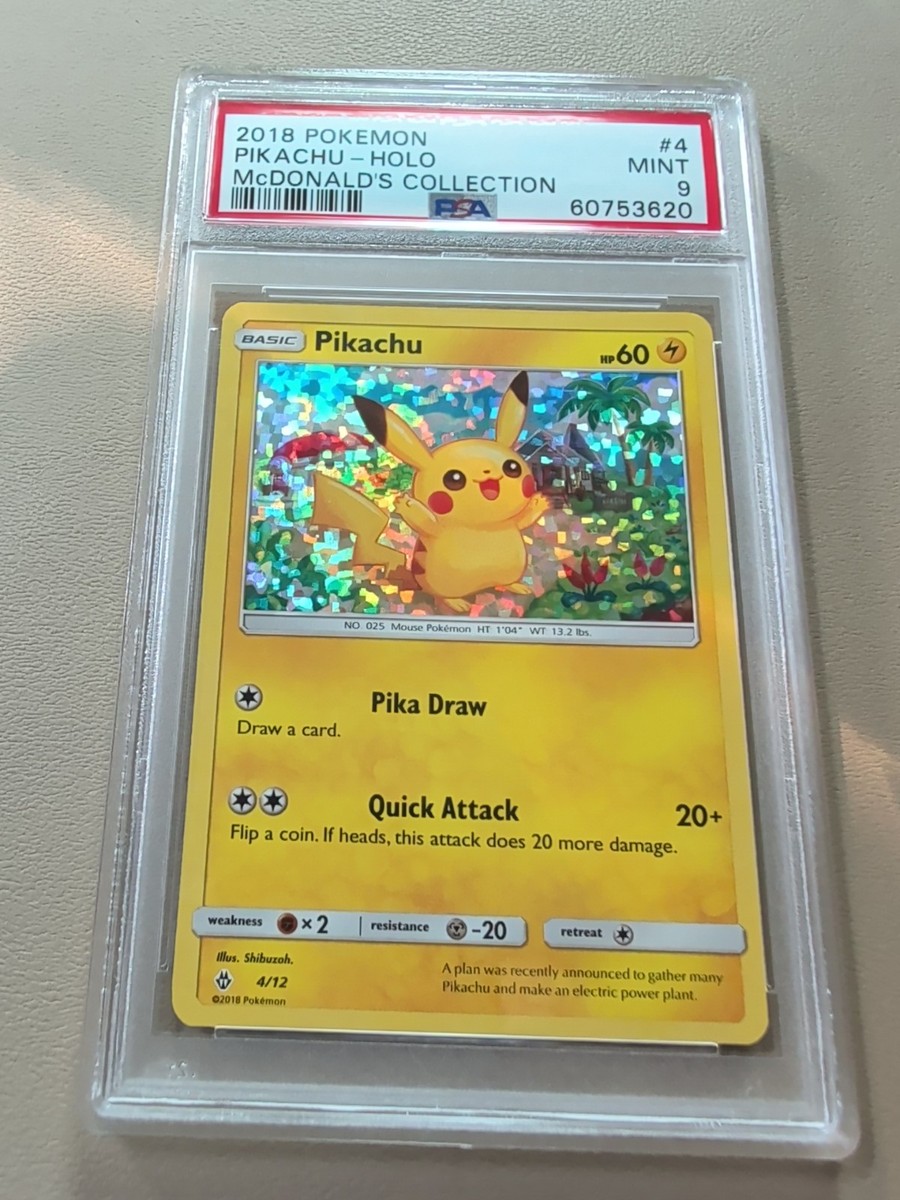 2018 POKEMON #4
PIKACHU - HOLO MINT
McDONALD'S COLLECTION 9
PSA 60753620
BASIC Pikachu HP60
NO. 025 Mouse Pokémon HT 1'04" WT 13.2 lbs.
Pika Draw
Draw a card.
Quick Attack 20+
Flip a coin. If heads, this attack does 20 more damage.
weakness ×2 resistance -20 retreat
Illus. Shibuzoh.
4/12
©2018 Pokémon
A plan was recently announced to gather many
Pikachu and make an electric power plant.